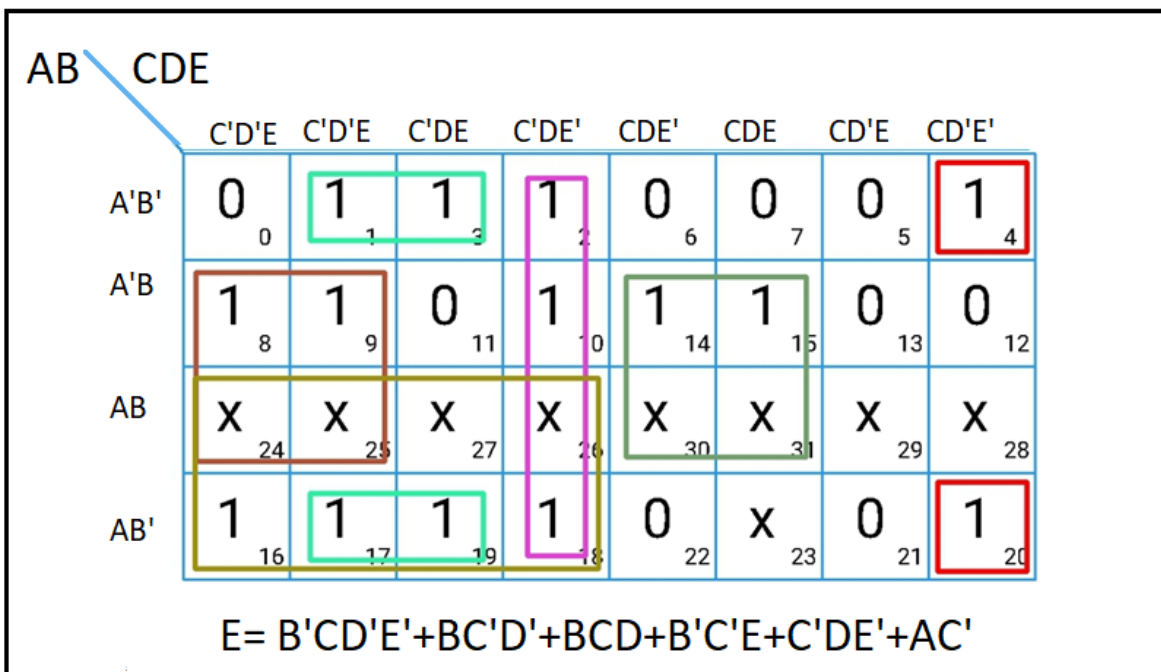 AB CDE
C'D'E C'D'E C'DE C'DE' CDE' CDE CD'E CD'E'
A'B' 0 1 1 1 0 0 0 1
0 1 3 2 6 7 5 4
A'B 1 1 0 1 1 1 0 0
8 9 11 10 14 15 13 12
AB x x x x x x x x
24 25 27 26 30 31 29 28
AB' 1 1 1 1 0 x 0 1
16 17 19 18 22 23 21 20
E= B'CD'E'+BC'D'+BCD+B'C'E+C'DE'+AC'